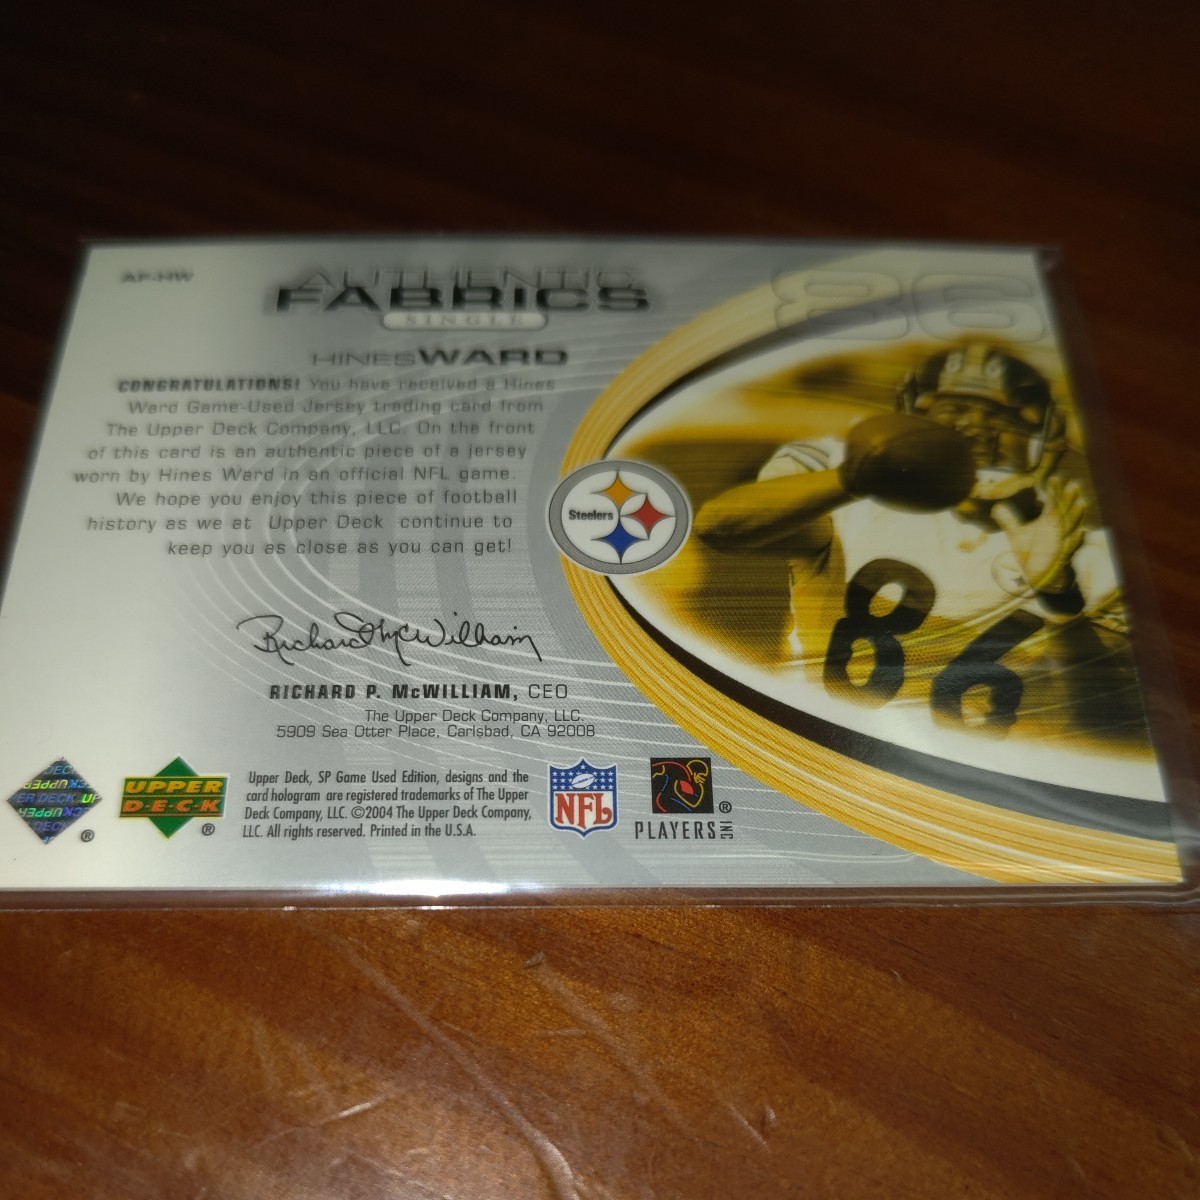 AF-HW
86
AUTHENTIC
FABRICS
SINGLE
HINES WARD
CONGRATULATIONS! You have received a Hines
Ward Game-Used Jersey trading card from
The Upper Deck Company, LLC. On the front
of this card is an authentic piece of a jersey
worn by Hines Ward in an official NFL game.
We hope you enjoy this piece of football
history as we at Upper Deck continue to
keep you as close as you can get!
Steelers
86
86
Richard P McWilliam
RICHARD P. McWILLIAM, CEO
The Upper Deck Company, LLC.
5909 Sea Otter Place, Carlsbad, CA 92008
UPPER
DECK
®
®
Upper Deck, SP Game Used Edition, designs and the
card hologram are registered trademarks of The Upper
Deck Company, LLC. ©2004 The Upper Deck Company,
LLC. All rights reserved. Printed in the U.S.A.
NFL
PLAYERS INC
®